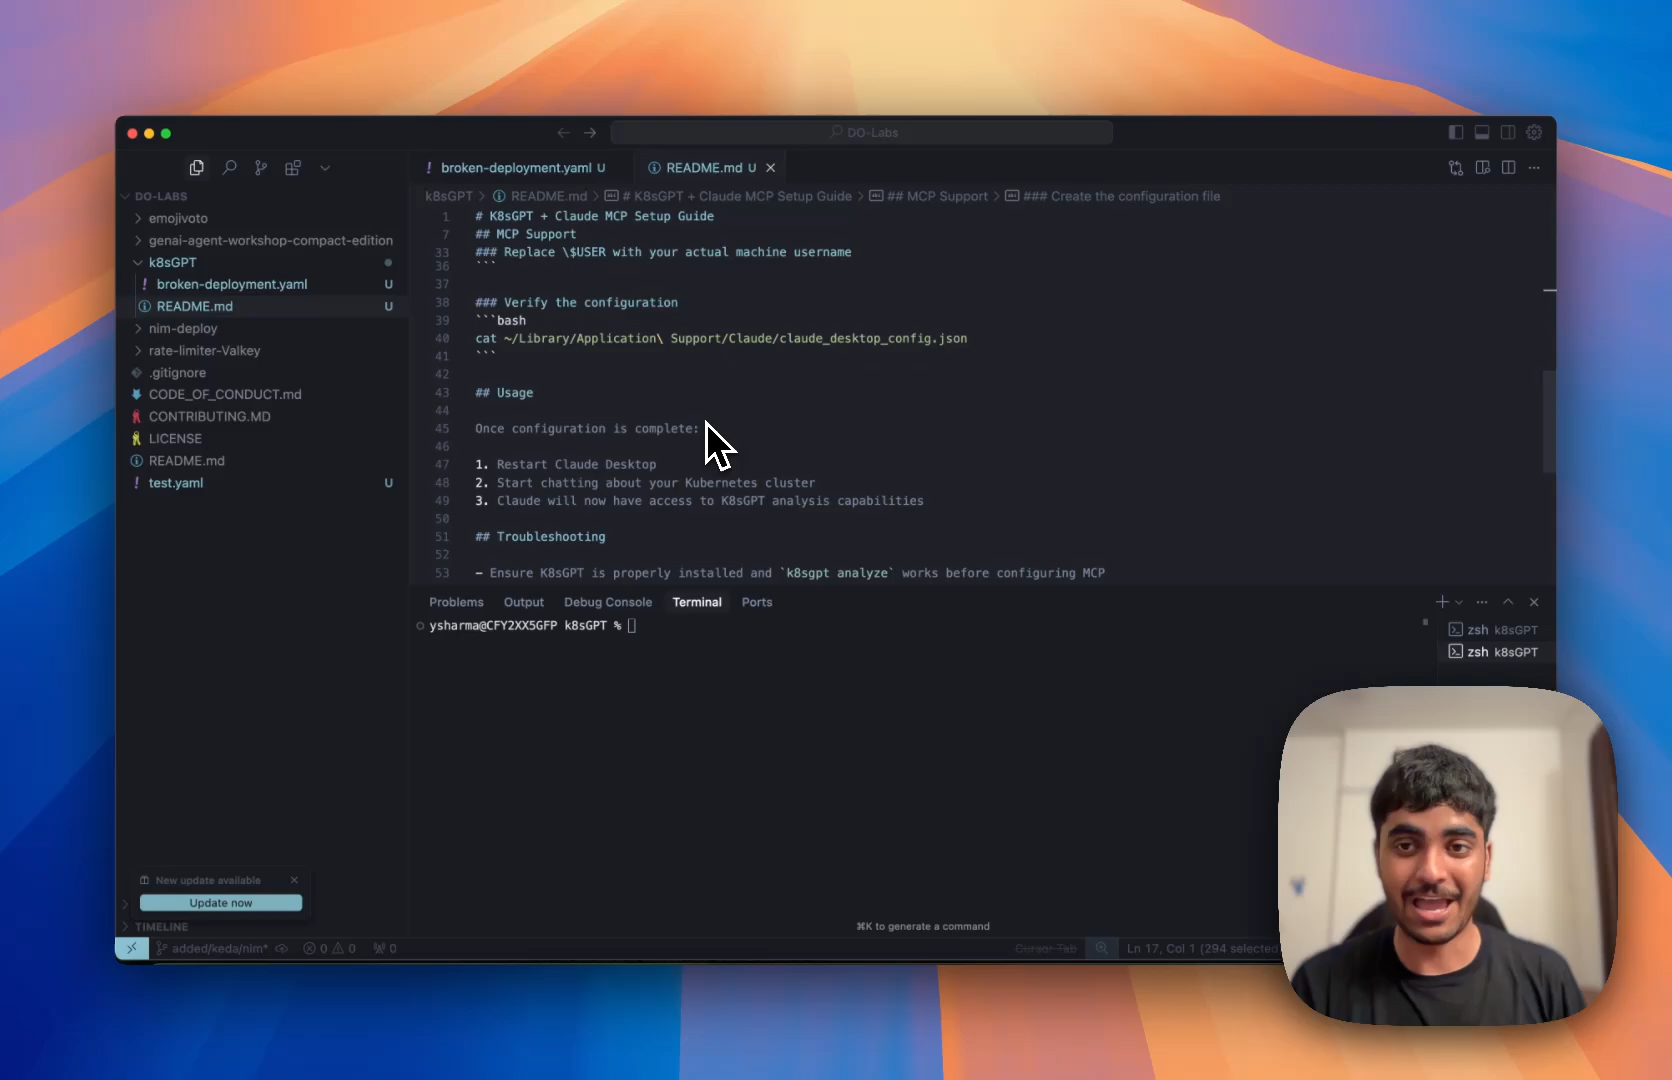 DO-Labs
DO-LABS
emojivoto
genai-agent-workshop-compact-edition
k8sGPT
! broken-deployment.yaml U
README.md U
nim-deploy
rate-limiter-Valkey
.gitignore
CODE_OF_CONDUCT.md
CONTRIBUTING.MD
LICENSE
README.md
! test.yaml U
New update available
Update now
TIMELINE
! broken-deployment.yaml U
README.md U
k8sGPT > README.md > # K8sGPT + Claude MCP Setup Guide > ## MCP Support > ### Create the configuration file
1 # K8sGPT + Claude MCP Setup Guide
7 ## MCP Support
33 ### Replace \$USER with your actual machine username
36 ```
37
38 ### Verify the configuration
39 ```bash
40 cat ~/Library/Application\ Support/Claude/claude_desktop_config.json
41 ```
42
43 ## Usage
44
45 Once configuration is complete:
46
47 1. Restart Claude Desktop
48 2. Start chatting about your Kubernetes cluster
49 3. Claude will now have access to K8sGPT analysis capabilities
50
51 ## Troubleshooting
52
53 - Ensure K8sGPT is properly installed and `k8sgpt analyze` works before configuring MCP
Problems Output Debug Console Terminal Ports
ysharma@CFY2XX5GFP k8sGPT %
zsh k8sGPT
zsh k8sGPT
⌘K to generate a command
added/keda/nim* 0 0 0 Cursor Tab Ln 17, Col 1 (294 selected